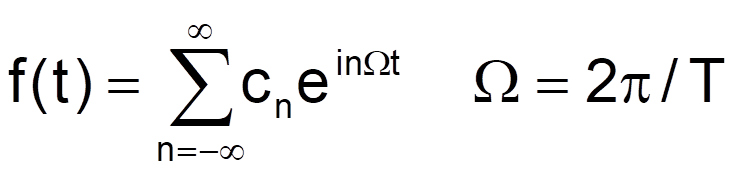 f(t) = ∑_{n=-∞}^{∞} c_n e^{inΩt} Ω = 2π/T